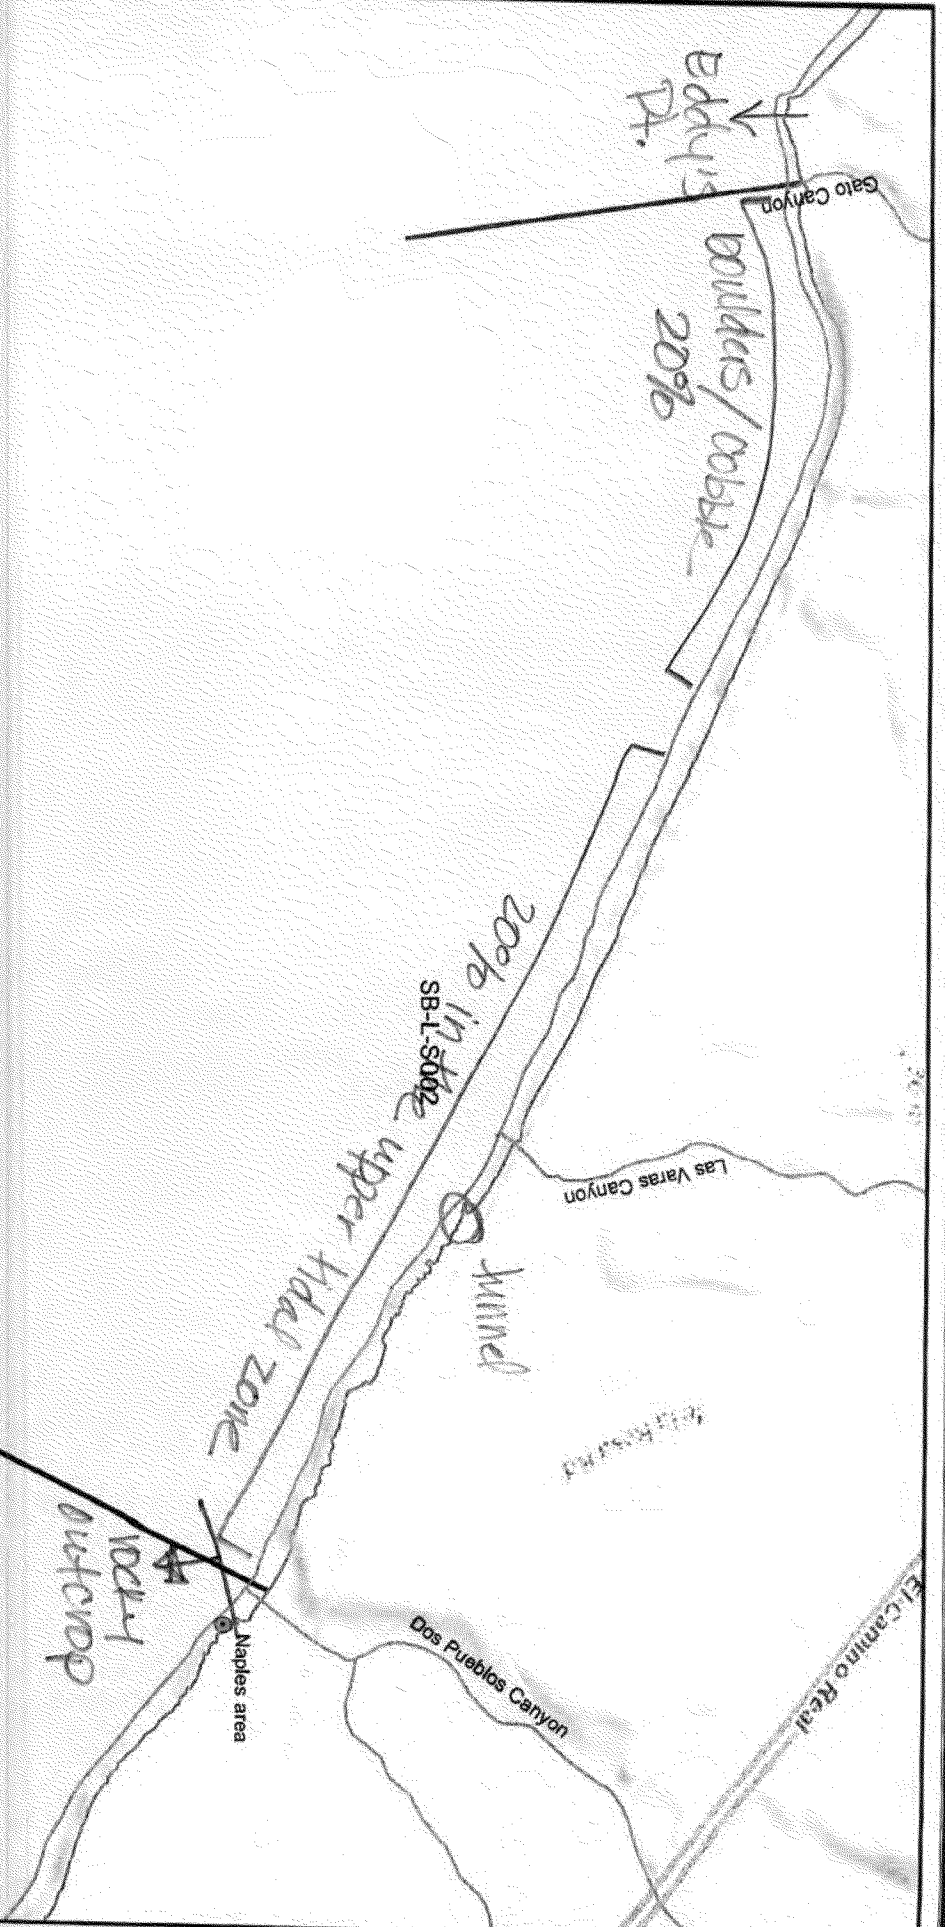 Eddy's
Pt.
Gato Canyon
boulders/cobble
20%
20% in the upper tidal zone
SB-L-S002
Las Varas Canyon
tunnel
rocky
outcrop
Naples area
Dos Pueblos Canyon
El Camino Real